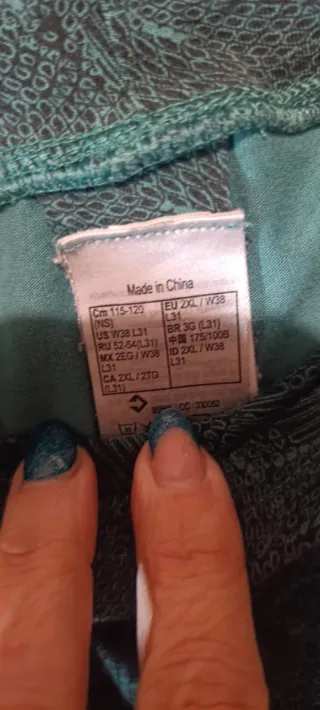 Made in China
Cm 115-120
(NS)
US W38 L31
RU 52-54(L31)
MX 2EG / W38
L31
CA 2XL / 2TG
(L31)
EU 2XL / W38
L31
BR 3G (L31)
中国 175/100B
ID 2XL / W38
L31
CC